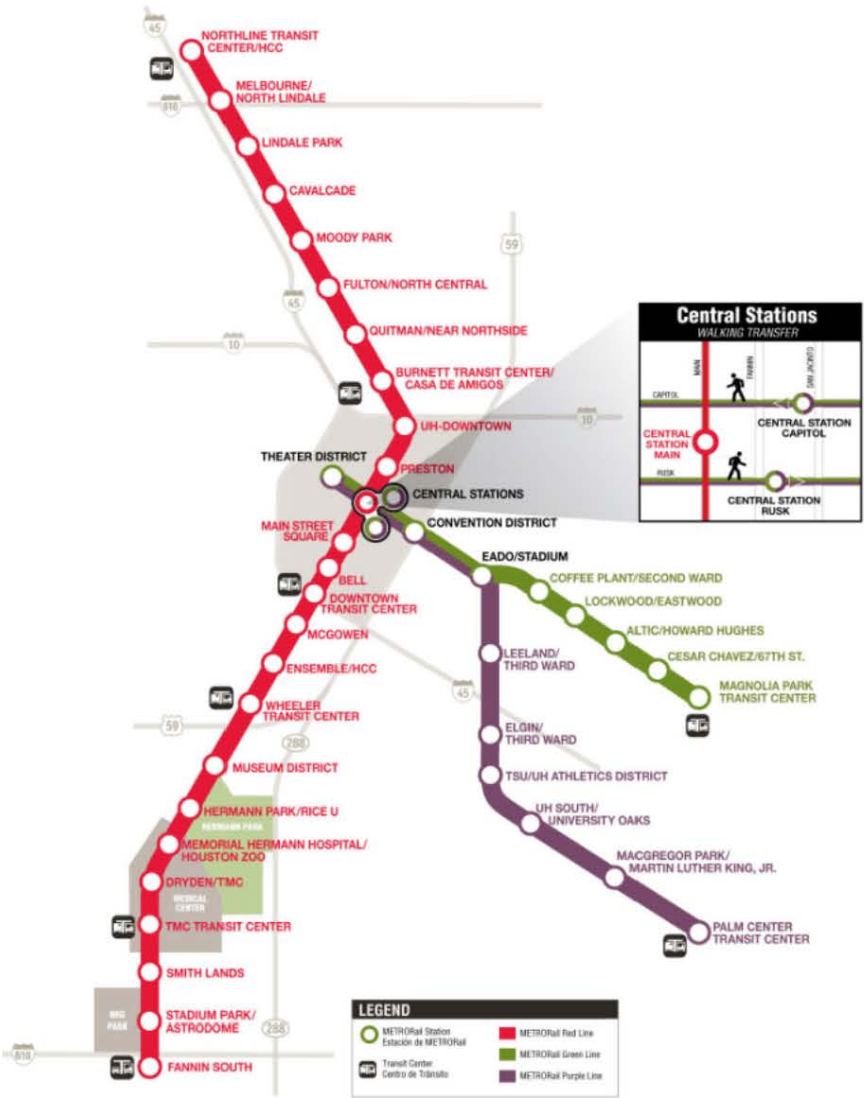 45
NORTHLINE TRANSIT
CENTER/HCC
MELBOURNE/
NORTH LINDALE
610
LINDALE PARK
CAVALCADE
MOODY PARK
59
FULTON/NORTH CENTRAL
45
QUITMAN/NEAR NORTHSIDE
10
BURNETT TRANSIT CENTER/
CASA DE AMIGOS
10
UH-DOWNTOWN
THEATER DISTRICT
PRESTON
CENTRAL STATIONS
CONVENTION DISTRICT
MAIN STREET
SQUARE
EADO/STADIUM
BELL
DOWNTOWN
TRANSIT CENTER
COFFEE PLANT/SECOND WARD
LOCKWOOD/EASTWOOD
MCGOWEN
ALTIC/HOWARD HUGHES
ENSEMBLE/HCC
LEELAND/
THIRD WARD
CESAR CHAVEZ/67TH ST.
45
MAGNOLIA PARK
TRANSIT CENTER
WHEELER
TRANSIT CENTER
59
288
ELGIN/
THIRD WARD
MUSEUM DISTRICT
TSU/UH ATHLETICS DISTRICT
HERMANN PARK/RICE U
HERMANN PARK
UH SOUTH/
UNIVERSITY OAKS
MEMORIAL HERMANN HOSPITAL/
HOUSTON ZOO
MACGREGOR PARK/
MARTIN LUTHER KING, JR.
DRYDEN/TMC
MEDICAL
CENTER
TMC TRANSIT CENTER
PALM CENTER
TRANSIT CENTER
SMITH LANDS
NRG
PARK
STADIUM PARK/
ASTRODOME
288
610
FANNIN SOUTH
Central Stations
WALKING TRANSFER
MAIN
FANNIN
SAN JACINTO
CAPITOL
CENTRAL STATION
CAPITOL
CENTRAL
STATION
MAIN
RUSK
CENTRAL STATION
RUSK
LEGEND
METRORail Station
Estación de METRORail
Transit Center
Centro de Tránsito
METRORail Red Line
METRORail Green Line
METRORail Purple Line